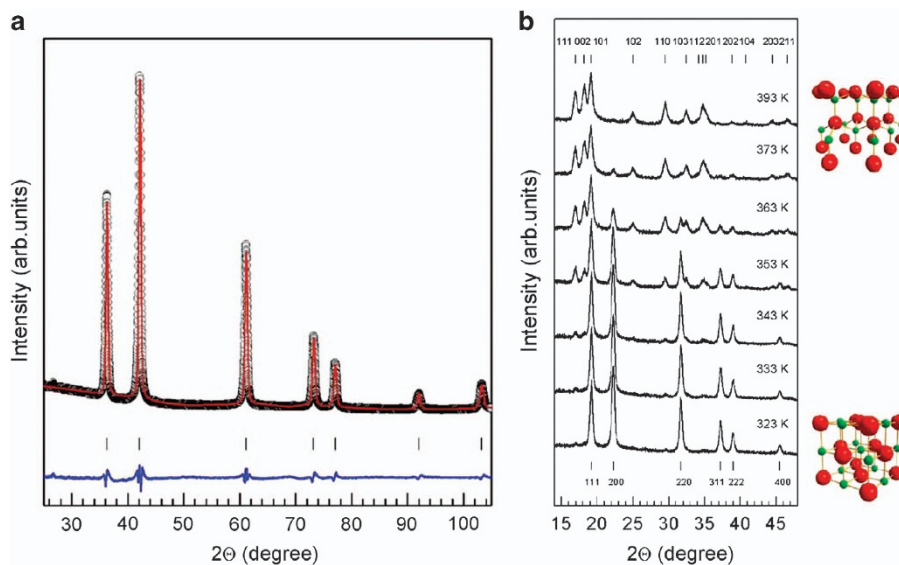 a
Intensity (arb.units)
30 40 50 60 70 80 90 100
2Θ (degree)
b
111 002 101 102 110 103 112 201 202 104 203 211
393 K
373 K
363 K
353 K
343 K
333 K
323 K
Intensity (arb.units)
111 200 220 311 222 400
15 20 25 30 35 40 45
2Θ (degree)